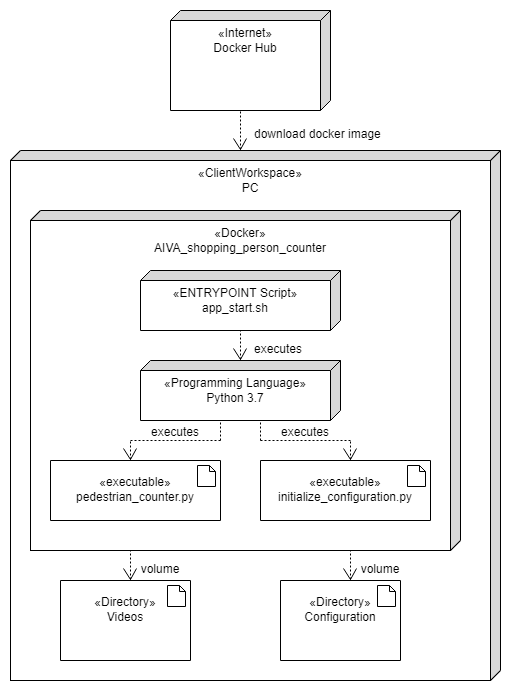 «Internet»
Docker Hub
download docker image
«ClientWorkspace»
PC
«Docker»
AIVA_shopping_person_counter
«ENTRYPOINT Script»
app_start.sh
executes
«Programming Language»
Python 3.7
executes
executes
«executable»
pedestrian_counter.py
«executable»
initialize_configuration.py
volume
volume
«Directory»
Videos
«Directory»
Configuration